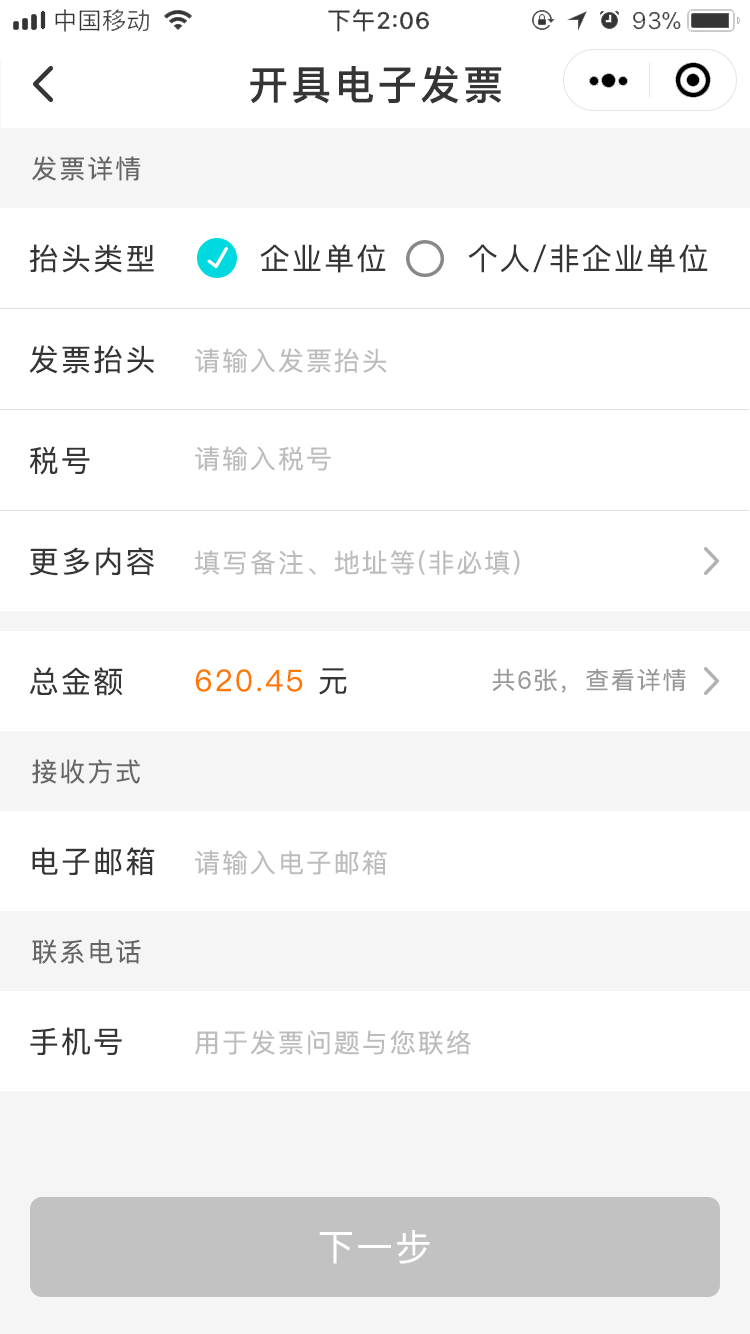 中国移动 下午2:06 93%
开具电子发票
发票详情
抬头类型 企业单位 个人/非企业单位
发票抬头 请输入发票抬头
税号 请输入税号
更多内容 填写备注、地址等(非必填)
总金额 620.45 元 共6张，查看详情
接收方式
电子邮箱 请输入电子邮箱
联系电话
手机号 用于发票问题与您联络
下一步